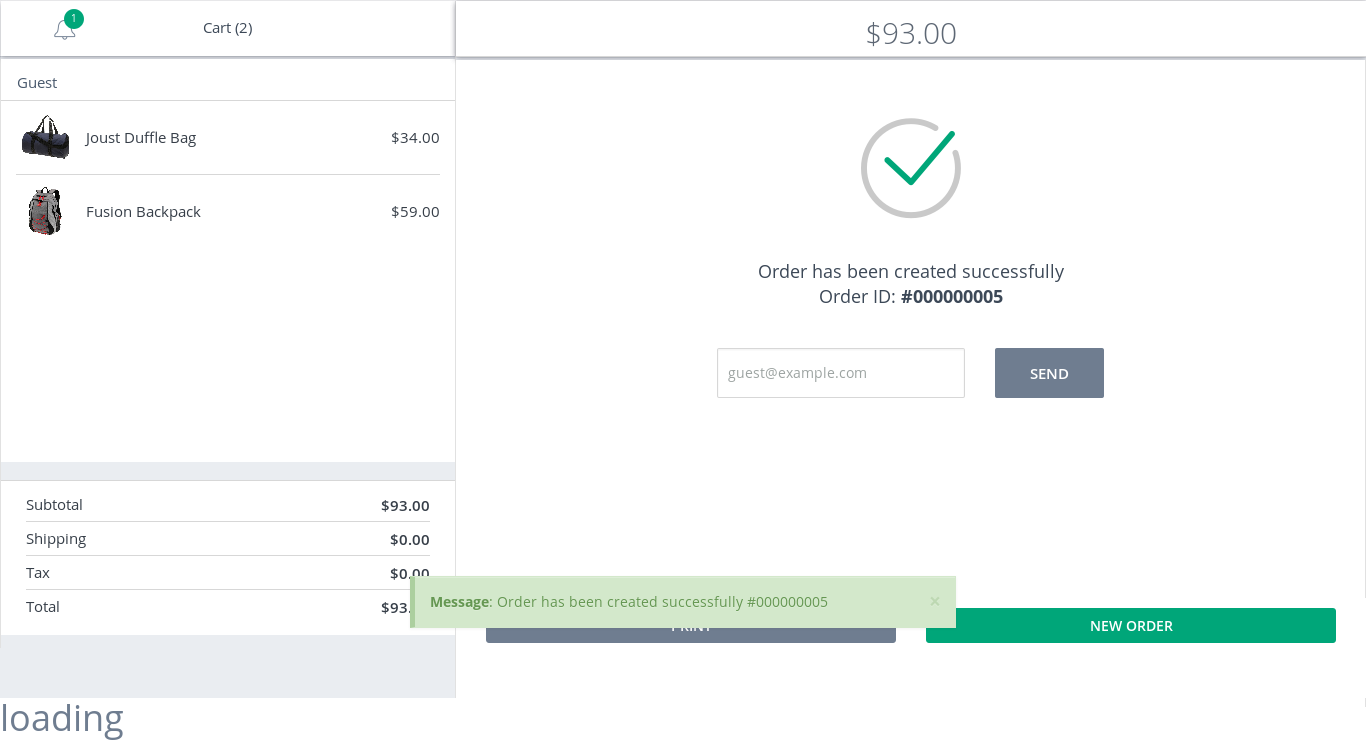 1
Cart (2)
$93.00
Guest
Joust Duffle Bag $34.00
Fusion Backpack $59.00
Order has been created successfully
Order ID: #000000005
guest@example.com SEND
Subtotal $93.00
Shipping $0.00
Tax $0.00
Total $93.
Message: Order has been created successfully #000000005 ×
PRINT NEW ORDER
loading